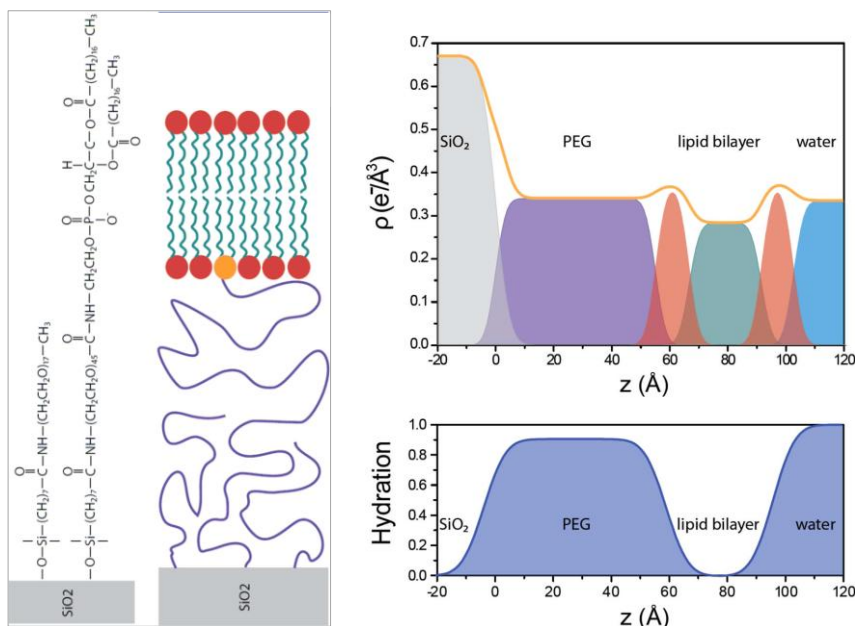 —O—Si—(CH₂)₇—C—NH—(CH₂CH₂O)₁₇—CH₃
O
—O—Si—(CH₂)₇—C—NH—(CH₂CH₂O)₄₅—C—NH—CH₂CH₂O—P—OCH₂C—C—O—C—(CH₂)₁₆—CH₃
O
O
O
O⁻
H
O
O—C—(CH₂)₁₆—CH₃
O
SiO2
SiO2
ρ (e⁻/Å³)
0.7
0.6
0.5
0.4
0.3
0.2
0.1
0.0
SiO₂ PEG lipid bilayer water
-20 0 20 40 60 80 100 120
z (Å)
Hydration
1.0
0.8
0.6
0.4
0.2
0.0
SiO₂ PEG lipid bilayer water
-20 0 20 40 60 80 100 120
z (Å)